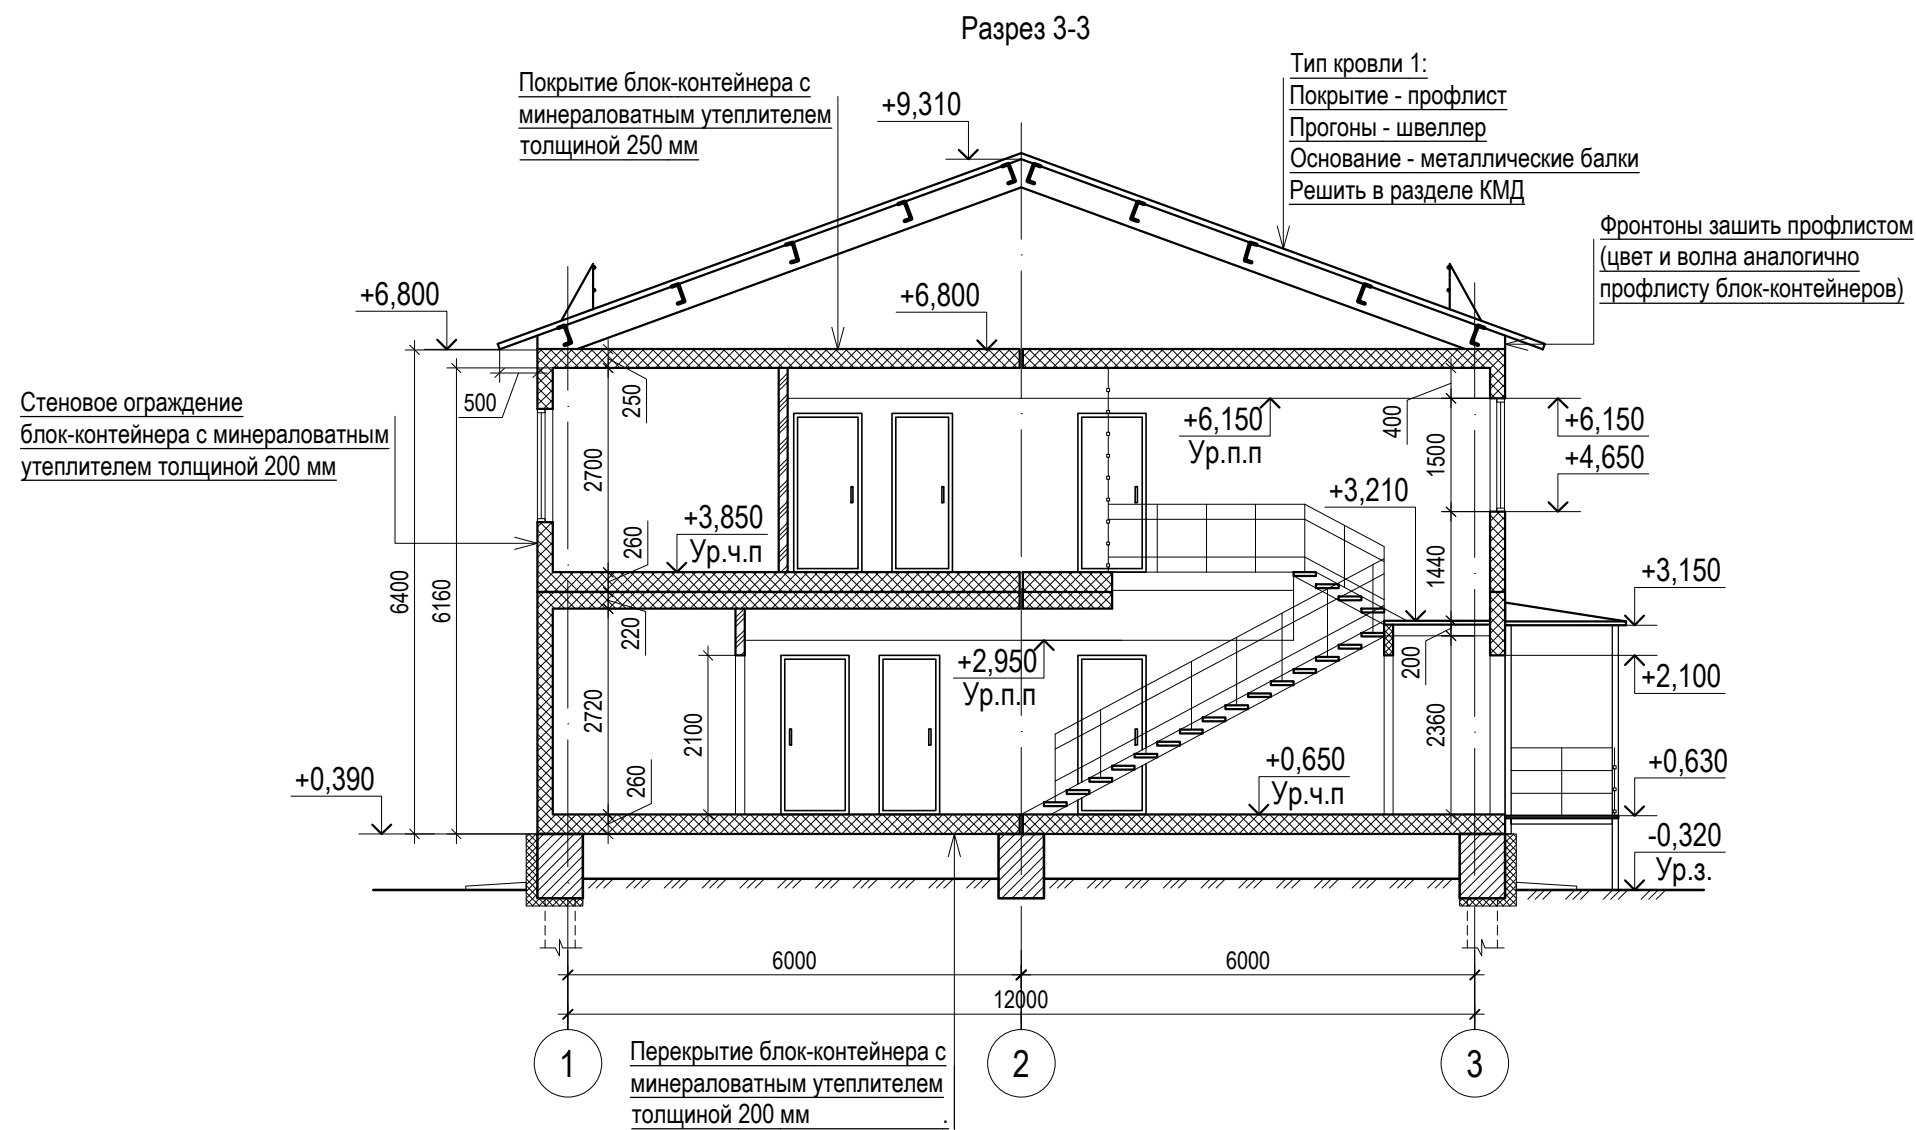 Разрез 3-3
Покрытие блок-контейнера с
минераловатным утеплителем
толщиной 250 мм
+9,310
Тип кровли 1:
Покрытие - профлист
Прогоны - швеллер
Основание - металлические балки
Решить в разделе КМД
Фронтоны зашить профлистом
(цвет и волна аналогично
профлисту блок-контейнеров)
+6,800
+6,800
Стеновое ограждение
блок-контейнера с минераловатным
утеплителем толщиной 200 мм
500
250
2700
260
+3,850
Ур.ч.п
+6,150
Ур.п.п
400
1500
+6,150
+4,650
+3,210
1440
6400
6160
220
2720
2100
260
+2,950
Ур.п.п
200
2360
+3,150
+2,100
+0,390
+0,650
Ур.ч.п
+0,630
-0,320
Ур.з.
6000
6000
12000
1
2
3
Перекрытие блок-контейнера с
минераловатным утеплителем
толщиной 200 мм .